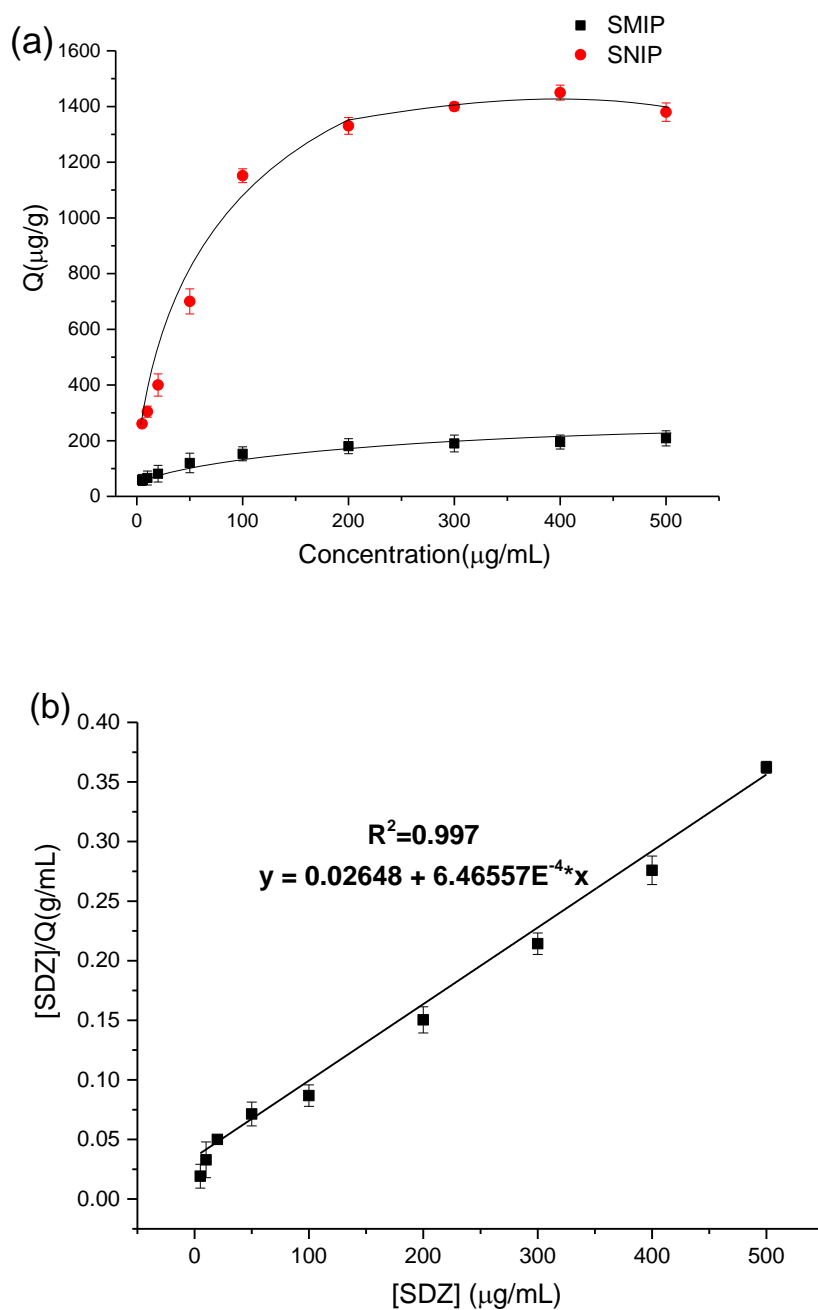 (a)
SMIP
SNIP
1600
1400
1200
1000
800
600
400
200
0
Q(μg/g)
0 100 200 300 400 500
Concentration(μg/mL)
(b)
0.40
0.35
0.30
0.25
0.20
0.15
0.10
0.05
0.00
[SDZ]/Q(g/mL)
R²=0.997
y = 0.02648 + 6.46557E⁻⁴*x
0 100 200 300 400 500
[SDZ] (μg/mL)